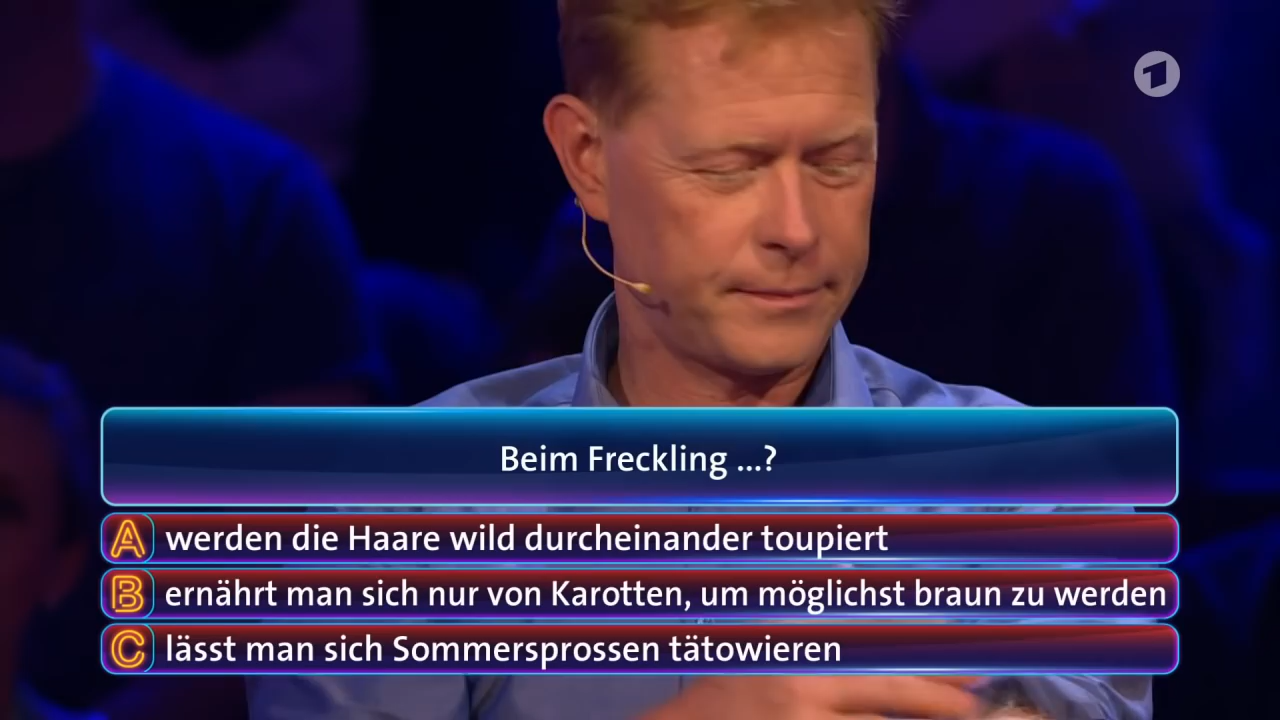 Beim Freckling ...?
A werden die Haare wild durcheinander toupiert
B ernährt man sich nur von Karotten, um möglichst braun zu werden
C lässt man sich Sommersprossen tätowieren